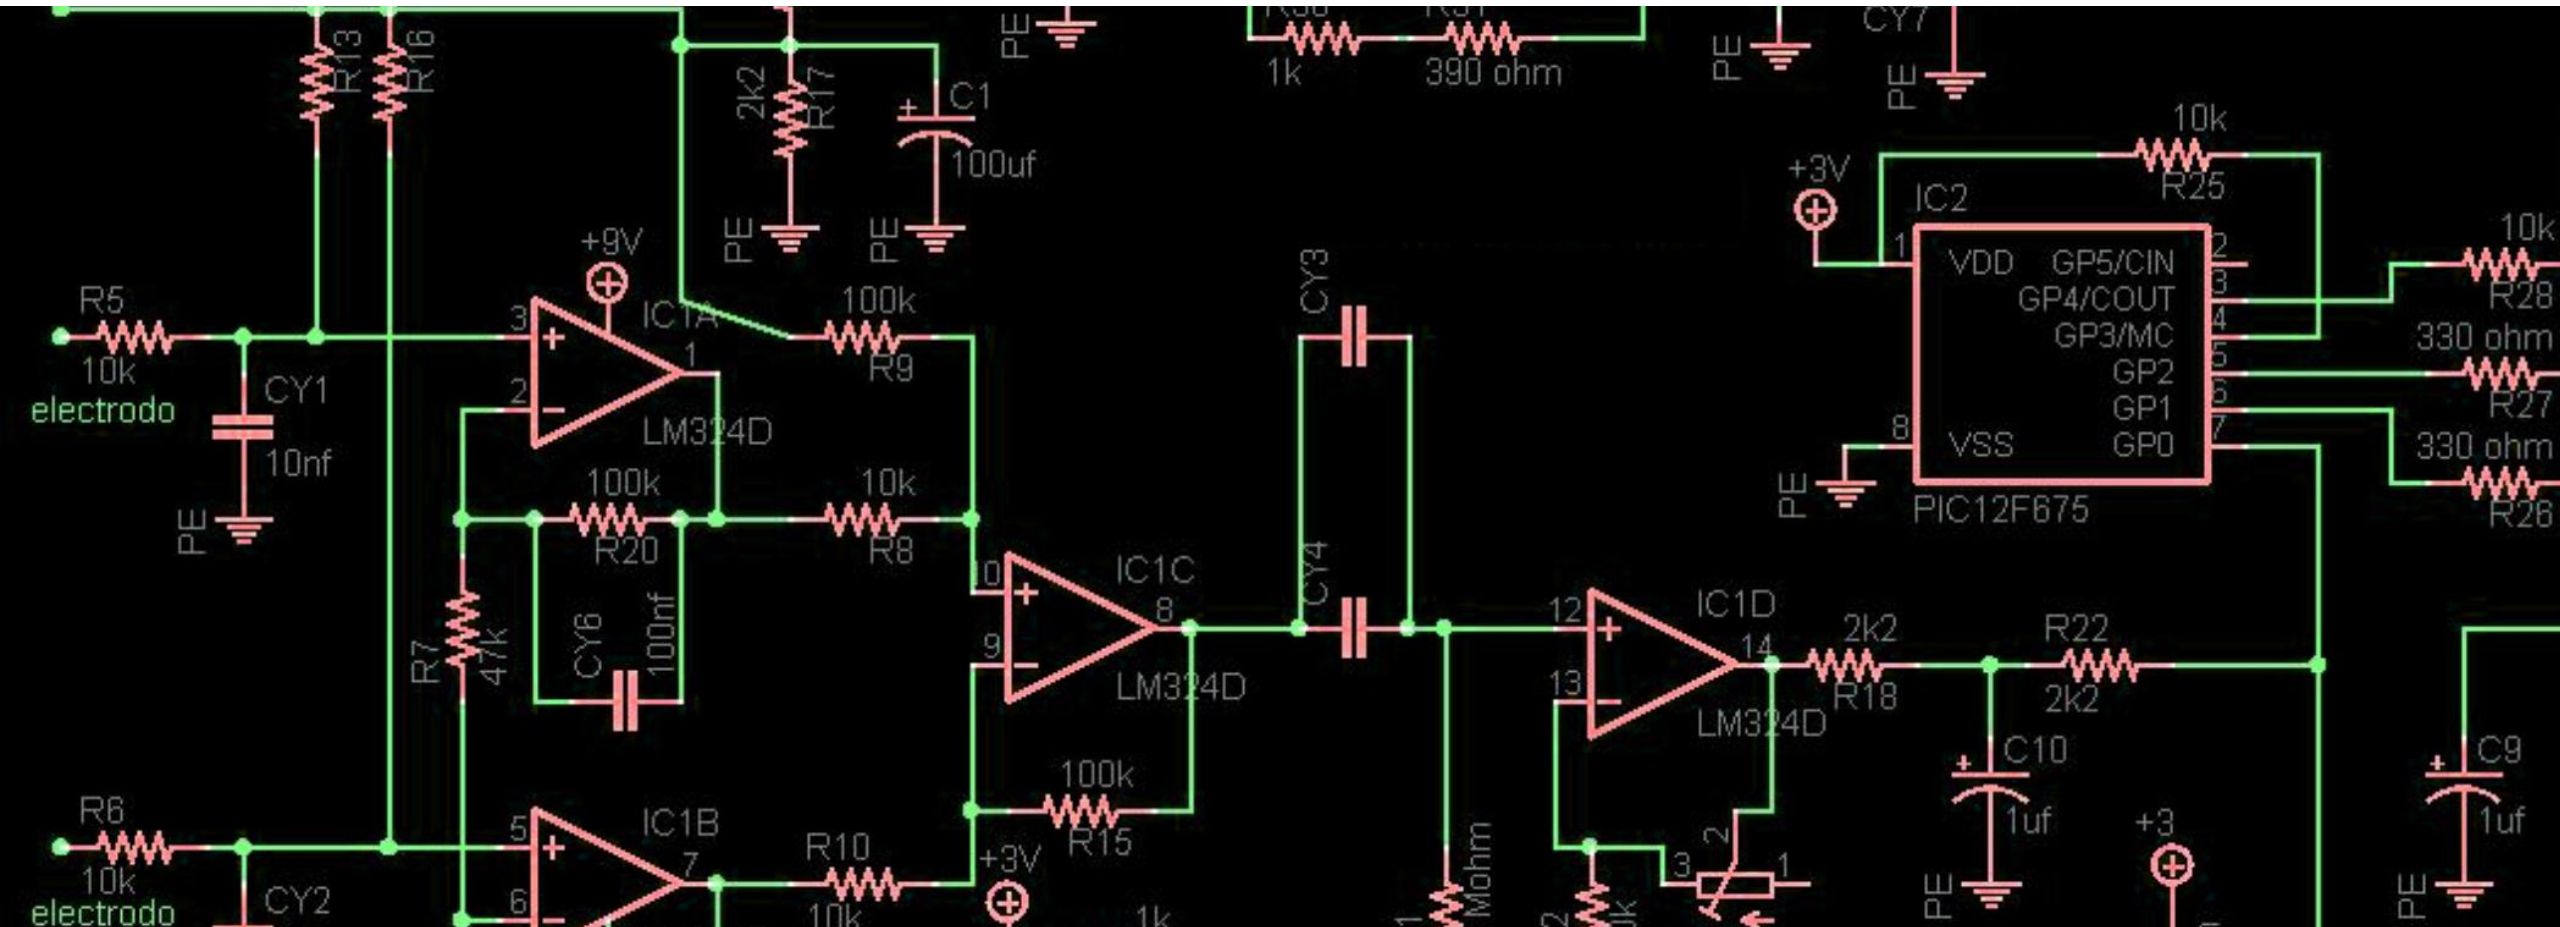 R13
R16
2k2
R17
C1
100uf
PE
PE
PE
1k
390 ohm
PE
CY7
PE
10k
R25
+3V
IC2
1
VDD
8
VSS
GP5/CIN
2
GP4/COUT
3
GP3/MC
4
GP2
5
GP1
6
GP0
7
PIC12F675
PE
10k
R28
330 ohm
R27
330 ohm
R26
R5
10k
electrodo
CY1
10nf
PE
+9V
IC1A
3
2
1
LM324D
100k
R9
100k
R20
10k
R8
CY6
100nf
R7
47k
CY3
CY4
10
9
8
IC1C
LM324D
100k
R15
12
13
14
IC1D
LM324D
2k2
R18
R22
2k2
C10
1uf
PE
C9
1uf
PE
+3
R6
10k
electrodo
CY2
5
6
7
IC1B
R10
10k
+3V
1k
Mohm
3
2
1